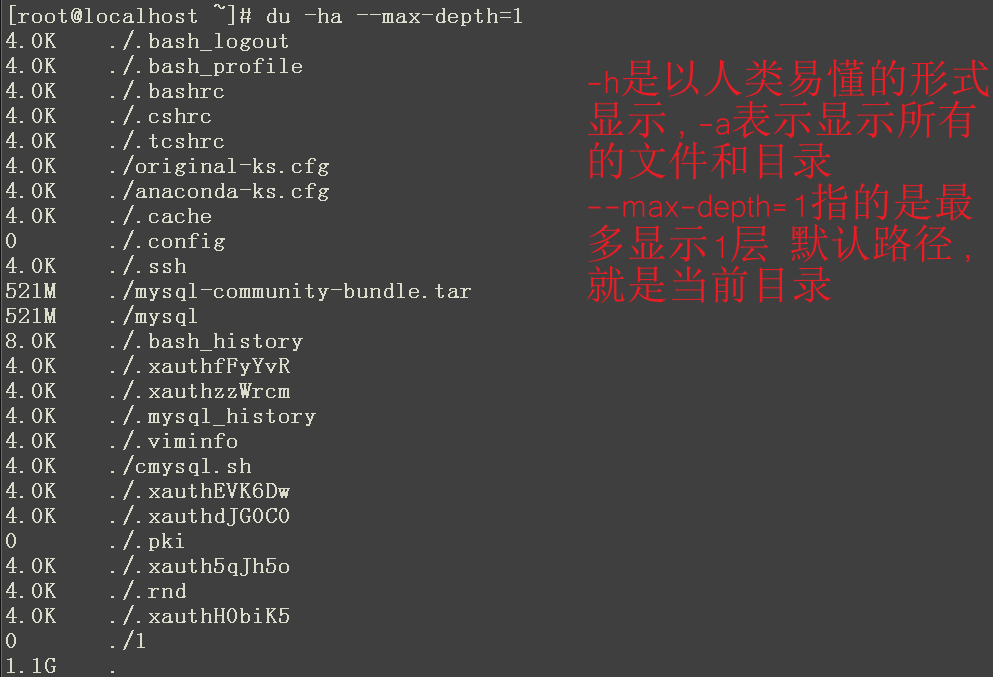 [root@localhost ~]# du -ha --max-depth=1
4.0K    ./.bash_logout
4.0K    ./.bash_profile
4.0K    ./.bashrc
4.0K    ./.cshrc
4.0K    ./.tcshrc
4.0K    ./original-ks.cfg
4.0K    ./anaconda-ks.cfg
4.0K    ./.cache
0       ./.config
4.0K    ./.ssh
521M    ./mysql-community-bundle.tar
521M    ./mysql
8.0K    ./.bash_history
4.0K    ./.xauthfFyYvR
4.0K    ./.xauthzzWrcm
4.0K    ./.mysql_history
4.0K    ./.viminfo
4.0K    ./cmysql.sh
4.0K    ./.xauthEVK6Dw
4.0K    ./.xauthdJG0C0
0       ./.pki
4.0K    ./.xauth5qJh5o
4.0K    ./.rnd
4.0K    ./.xauthH0biK5
0       ./l
1.1G    .
-h是以人类易懂的形式
显示，-a表示显示所有
的文件和目录
--max-depth=1指的是最
多显示1层 默认路径，
就是当前目录